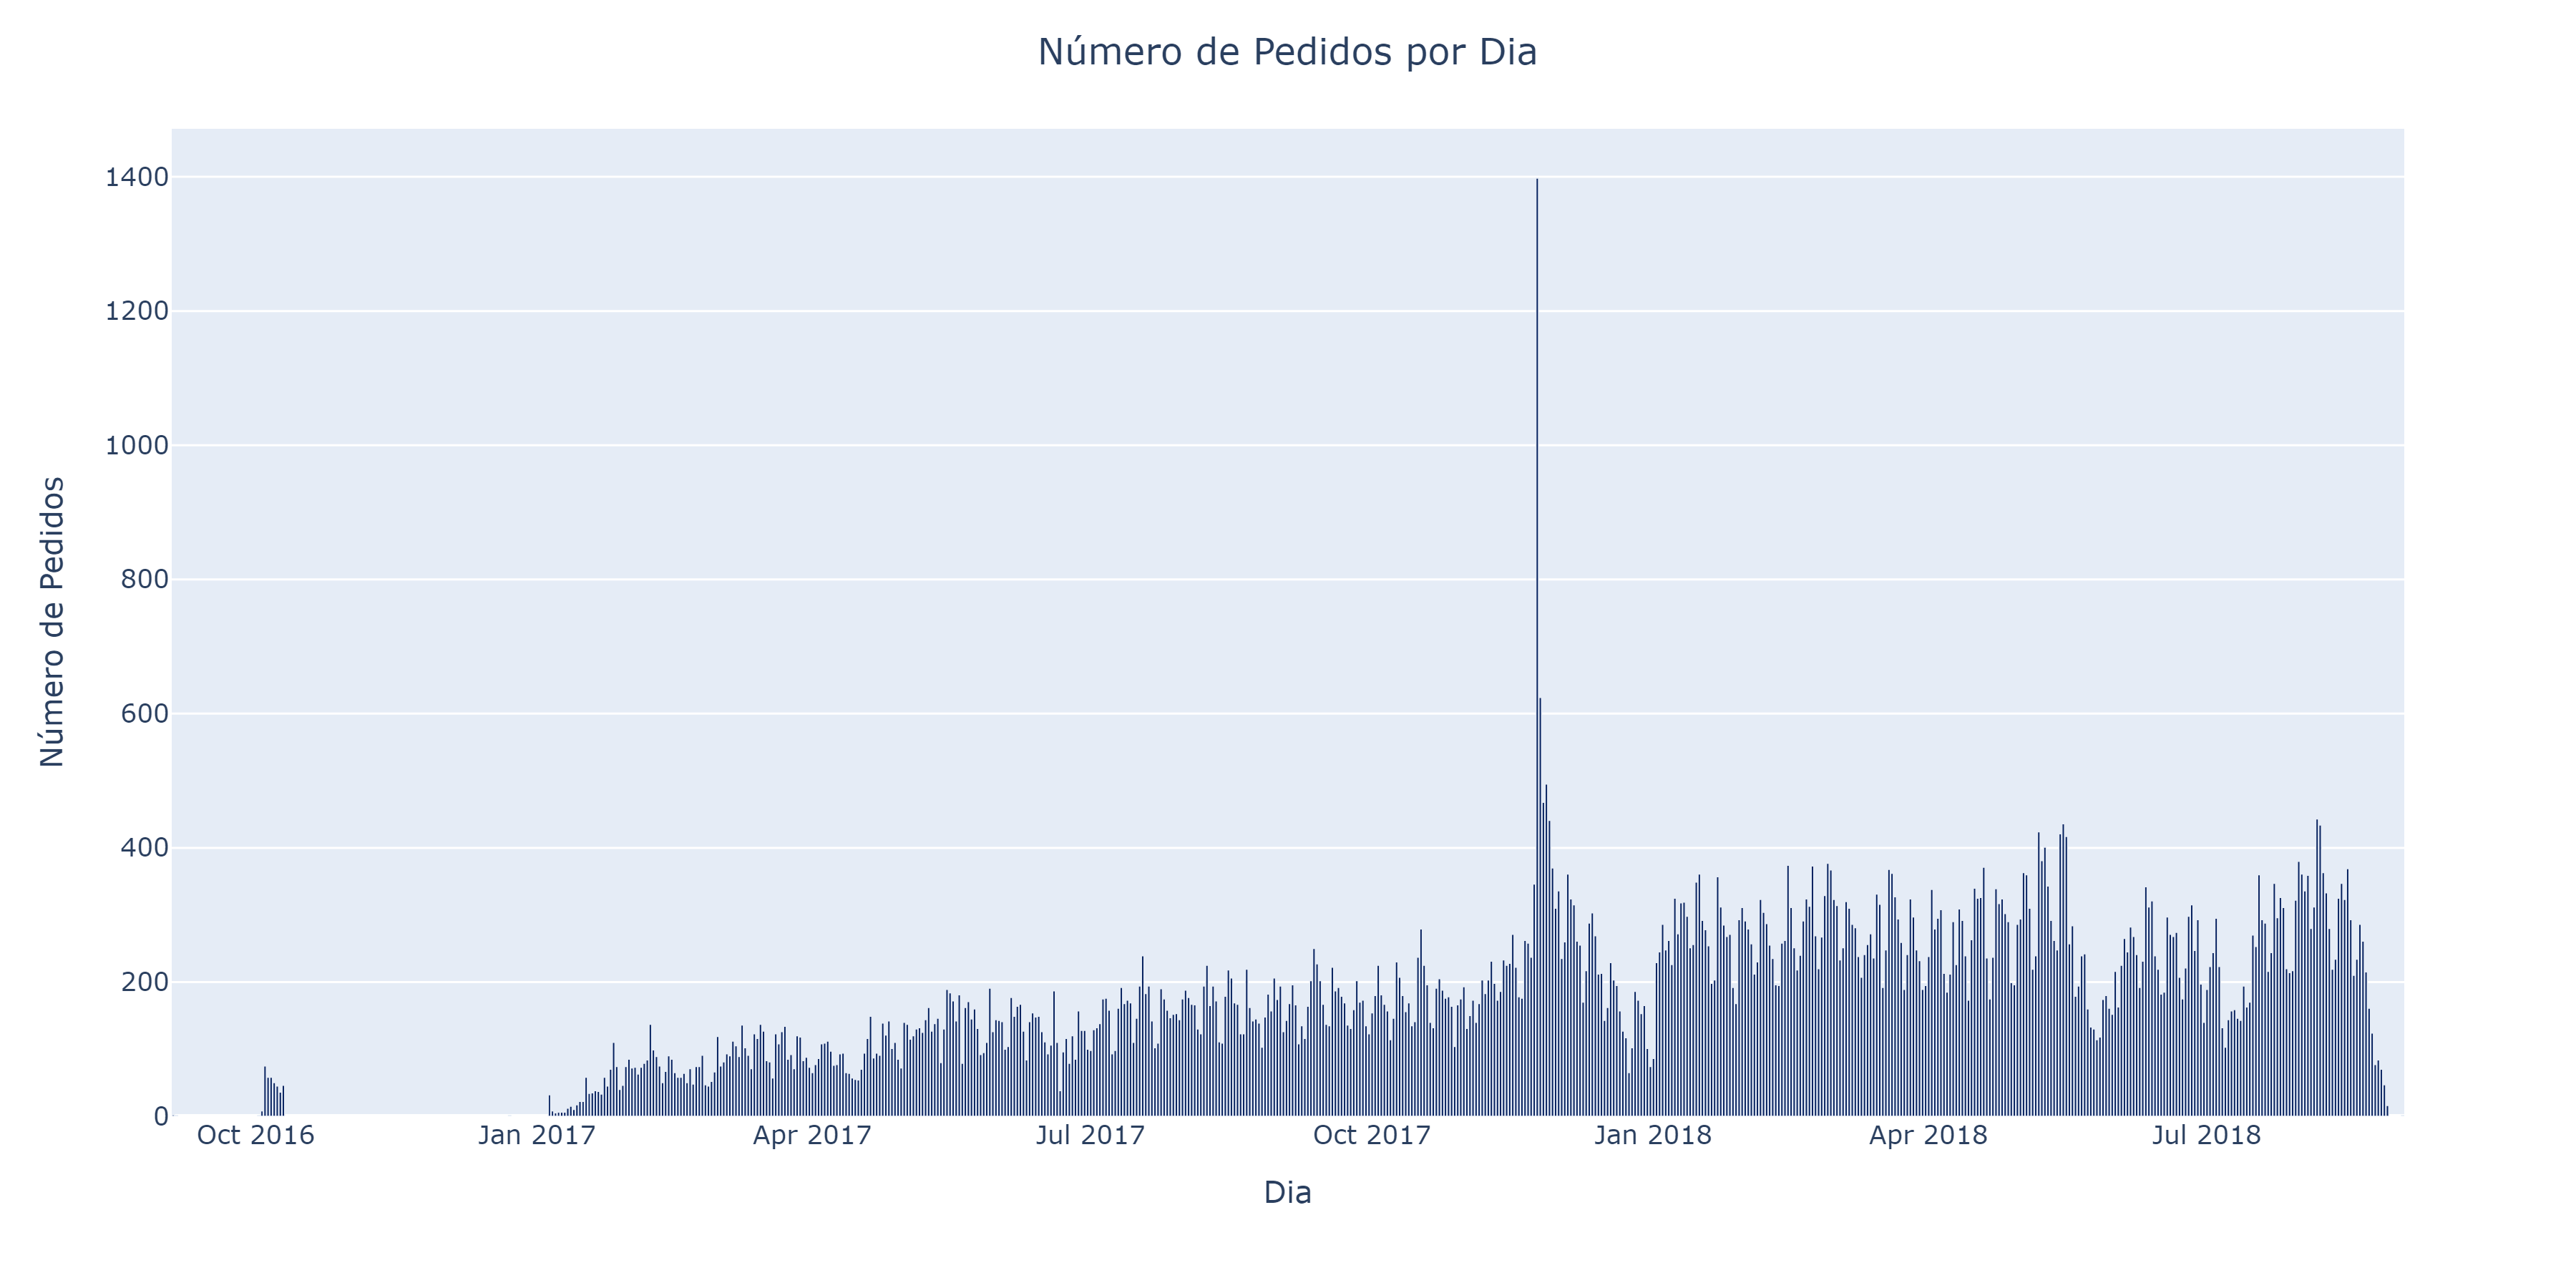 Número de Pedidos por Dia
Número de Pedidos
1400
1200
1000
800
600
400
200
0
Oct 2016
Jan 2017
Apr 2017
Jul 2017
Oct 2017
Jan 2018
Apr 2018
Jul 2018
Dia